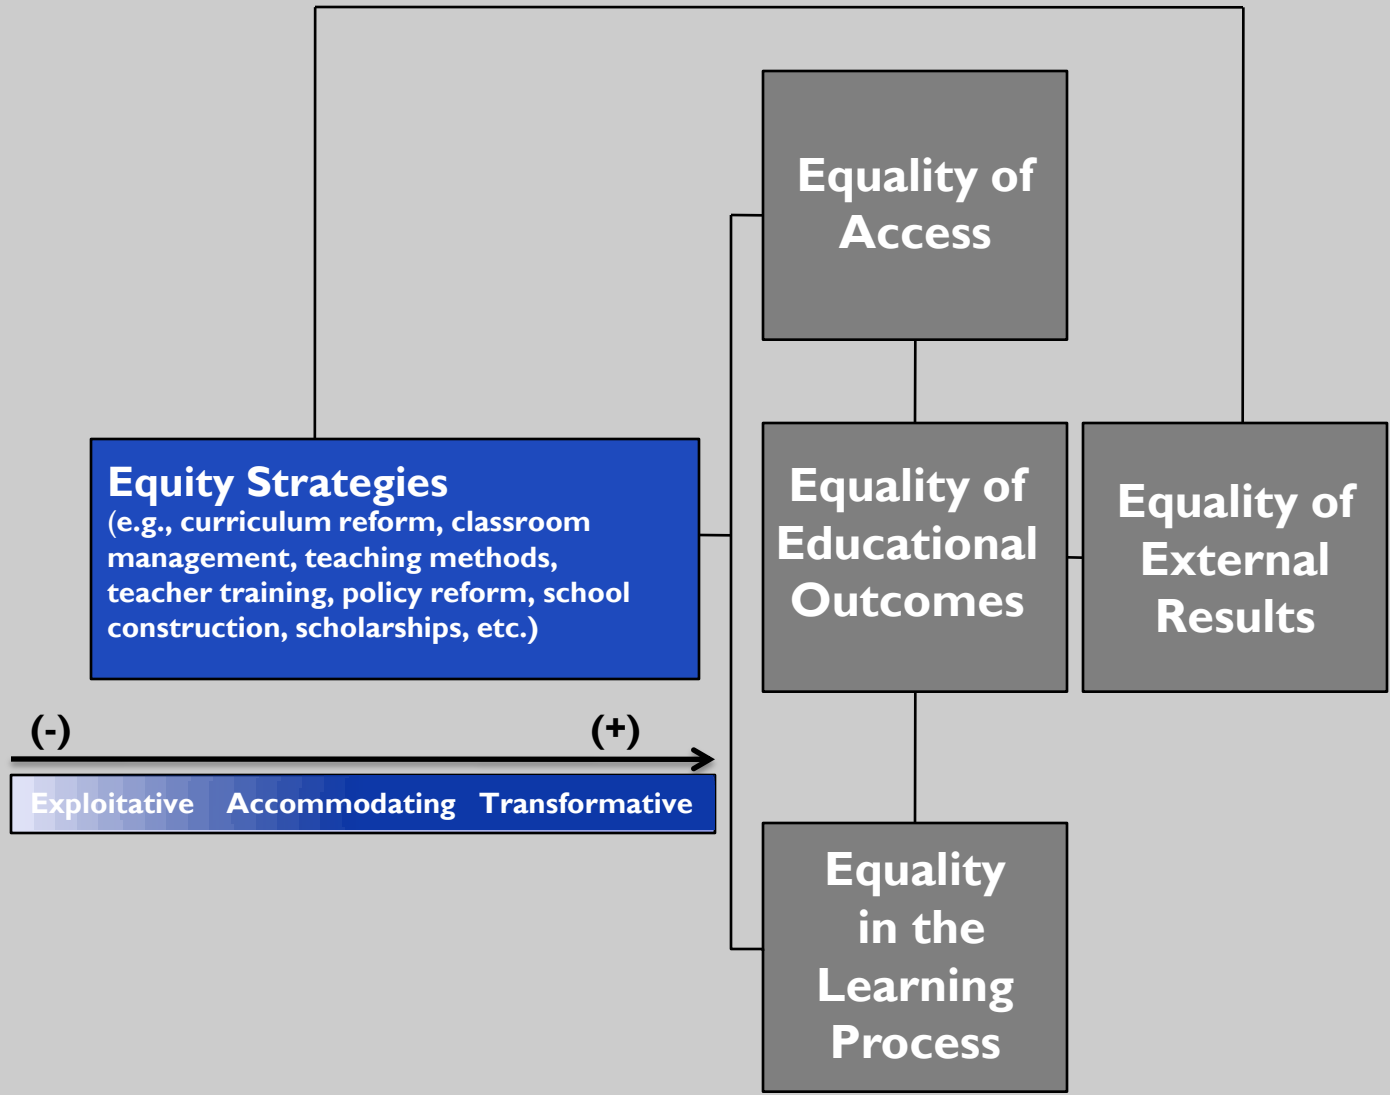 Equality of
Access
Equity Strategies
(e.g., curriculum reform, classroom
management, teaching methods,
teacher training, policy reform, school
construction, scholarships, etc.)
Equality of
Educational
Outcomes
Equality of
External
Results
(-)
(+)
Exploitative Accommodating Transformative
Equality
in the
Learning
Process